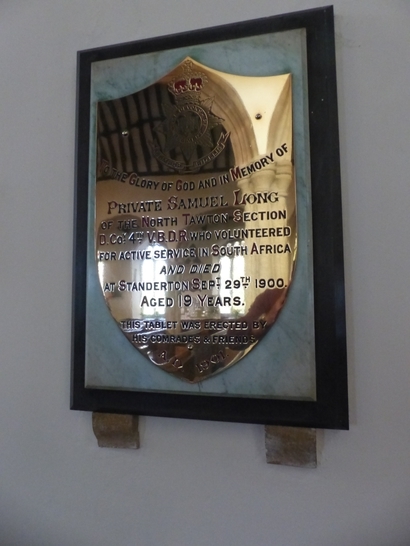 To the Glory of God and in Memory of
Private Samuel Long
of the North Tawton Section
D. Coy 4th V.B.D.R. who volunteered
for active service in South Africa
and died
at Standerton Sept. 29th 1900.
Aged 19 Years.
This tablet was erected by
his comrades & friends